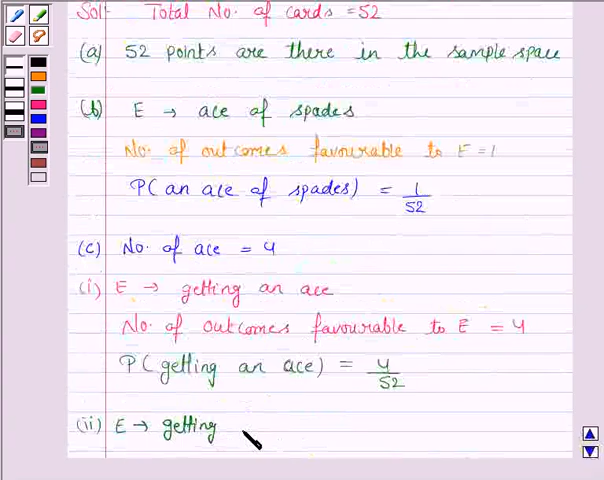 Sol:- Total No. of cards = 52
(a) 52 points are there in the sample space
(b) E → ace of spades
No. of outcomes favourable to E = 1
P(an ace of spades) = 1/52
(c) No. of ace = 4
(i) E → getting an ace
No. of outcomes favourable to E = 4
P(getting an ace) = 4/52
(ii) E → getting